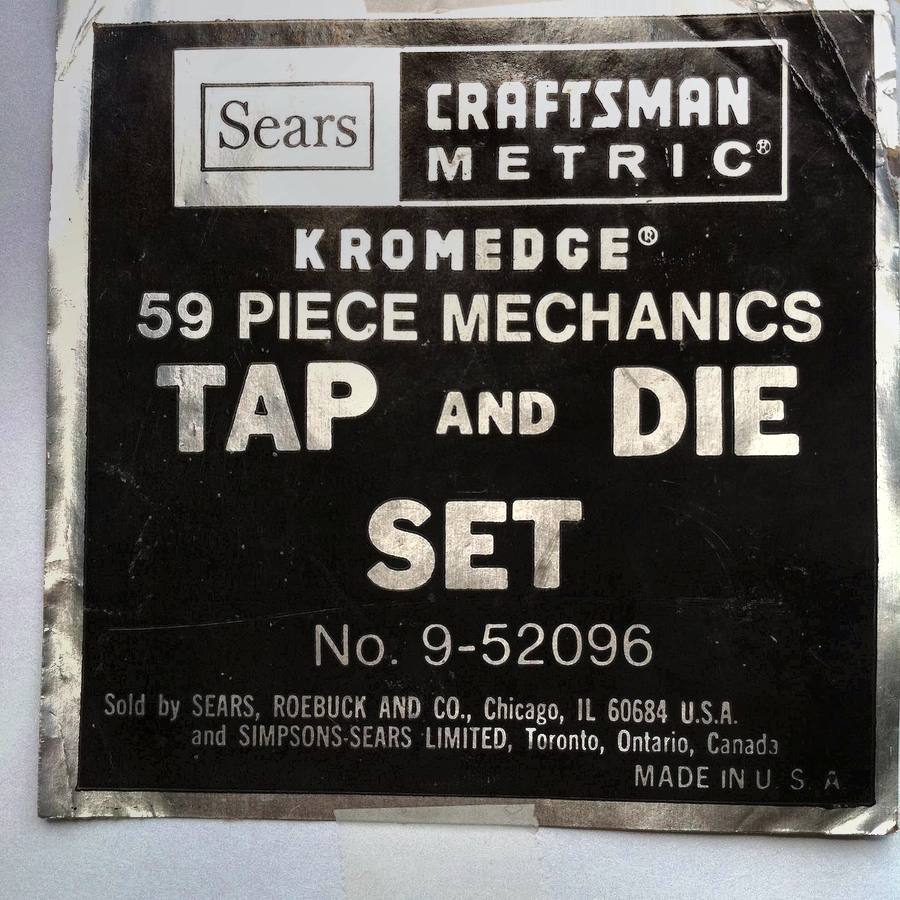 Sears
CRAFTSMAN
METRIC®
KROMEDGE®
59 PIECE MECHANICS
TAP AND DIE
SET
No. 9-52096
Sold by SEARS, ROEBUCK AND CO., Chicago, IL 60684 U.S.A.
and SIMPSONS-SEARS LIMITED, Toronto, Ontario, Canada
MADE IN U.S.A